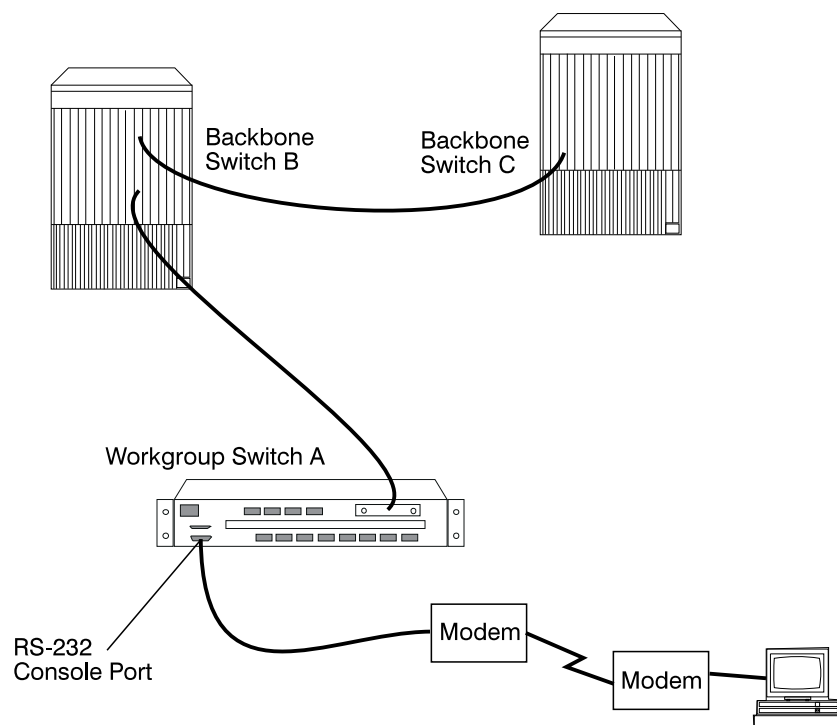 Backbone
Switch B
Backbone
Switch C
Workgroup Switch A
RS-232
Console Port
Modem
Modem